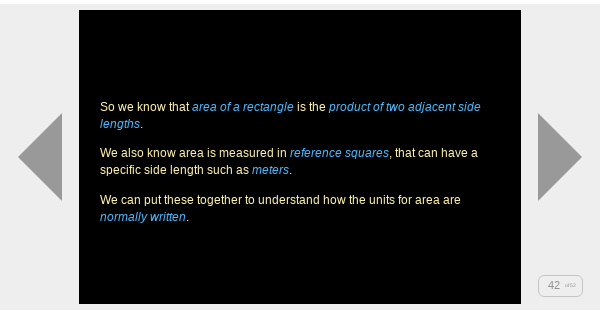 So we know that area of a rectangle is the product of two adjacent side
lengths.
We also know area is measured in reference squares, that can have a
specific side length such as meters.
We can put these together to understand how the units for area are
normally written.
42 of 52